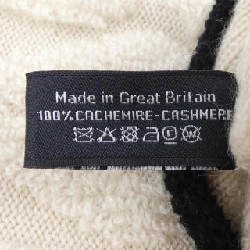 Made in Great Britain
100%CACHEMIRE-CASHMERE